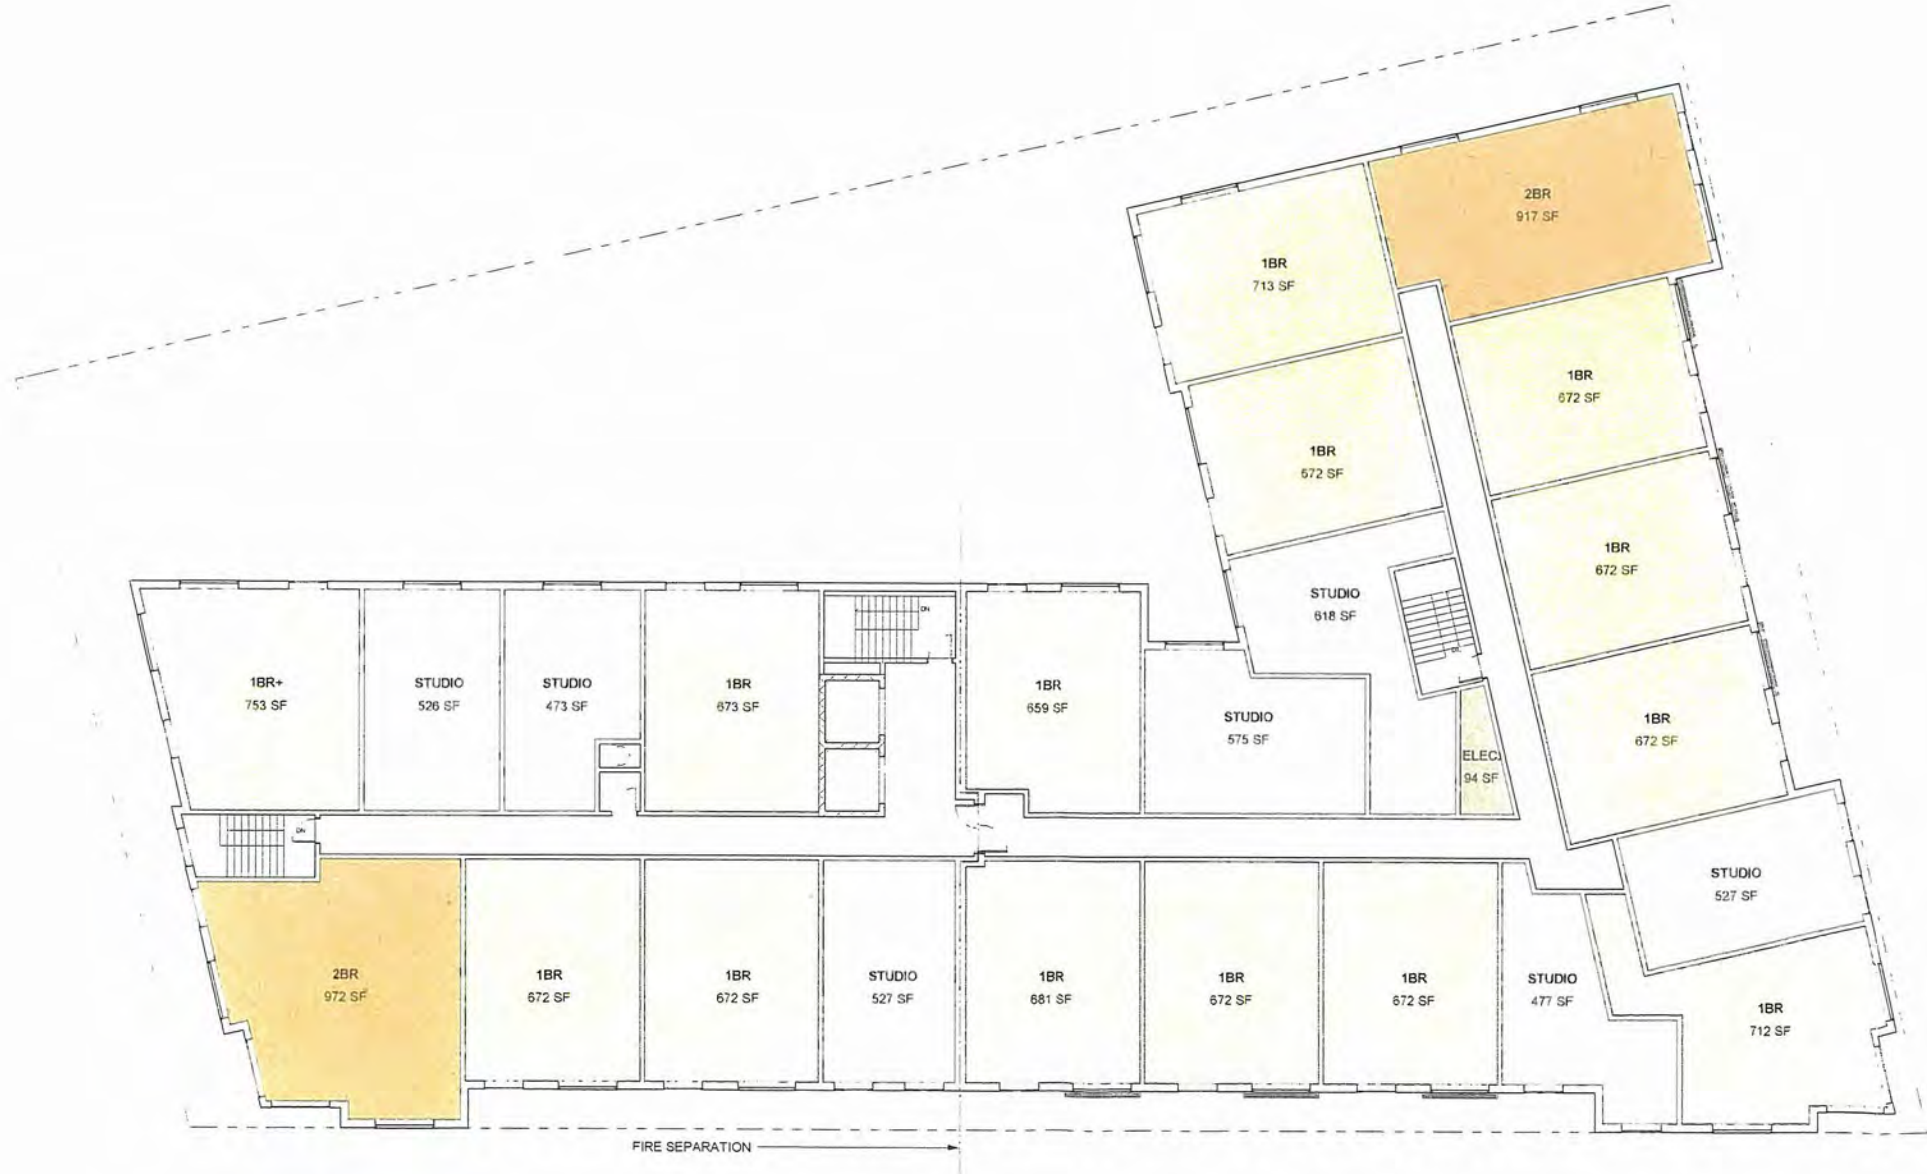 2BR
917 SF
1BR
713 SF
1BR
672 SF
1BR
672 SF
1BR
672 SF
STUDIO
618 SF
DN
DN
1BR+
753 SF
STUDIO
526 SF
STUDIO
473 SF
1BR
673 SF
1BR
659 SF
STUDIO
575 SF
1BR
672 SF
ELEC.
94 SF
DN
STUDIO
527 SF
2BR
972 SF
1BR
672 SF
1BR
672 SF
STUDIO
527 SF
1BR
681 SF
1BR
672 SF
1BR
672 SF
STUDIO
477 SF
1BR
712 SF
FIRE SEPARATION